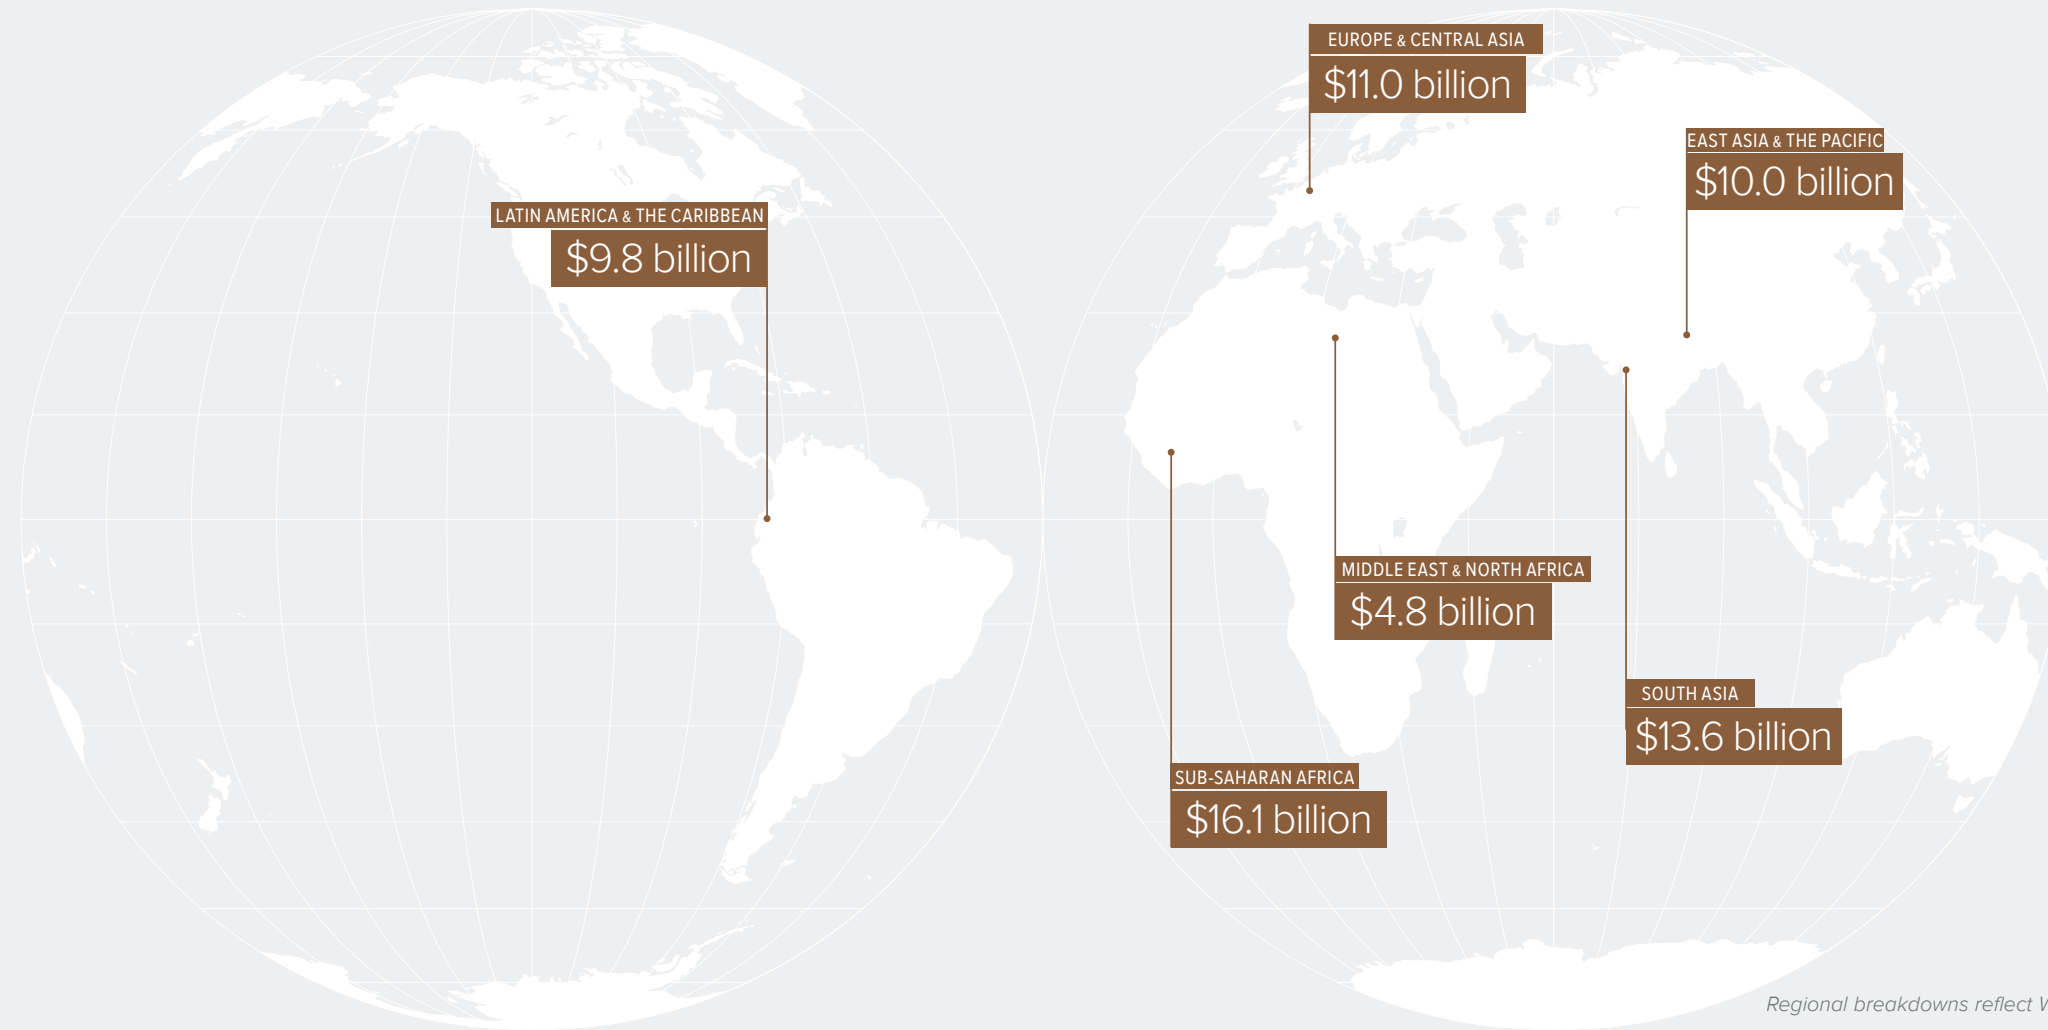 EUROPE & CENTRAL ASIA
$11.0 billion
EAST ASIA & THE PACIFIC
$10.0 billion
LATIN AMERICA & THE CARIBBEAN
$9.8 billion
MIDDLE EAST & NORTH AFRICA
$4.8 billion
SOUTH ASIA
$13.6 billion
SUB-SAHARAN AFRICA
$16.1 billion
Regional breakdowns reflect